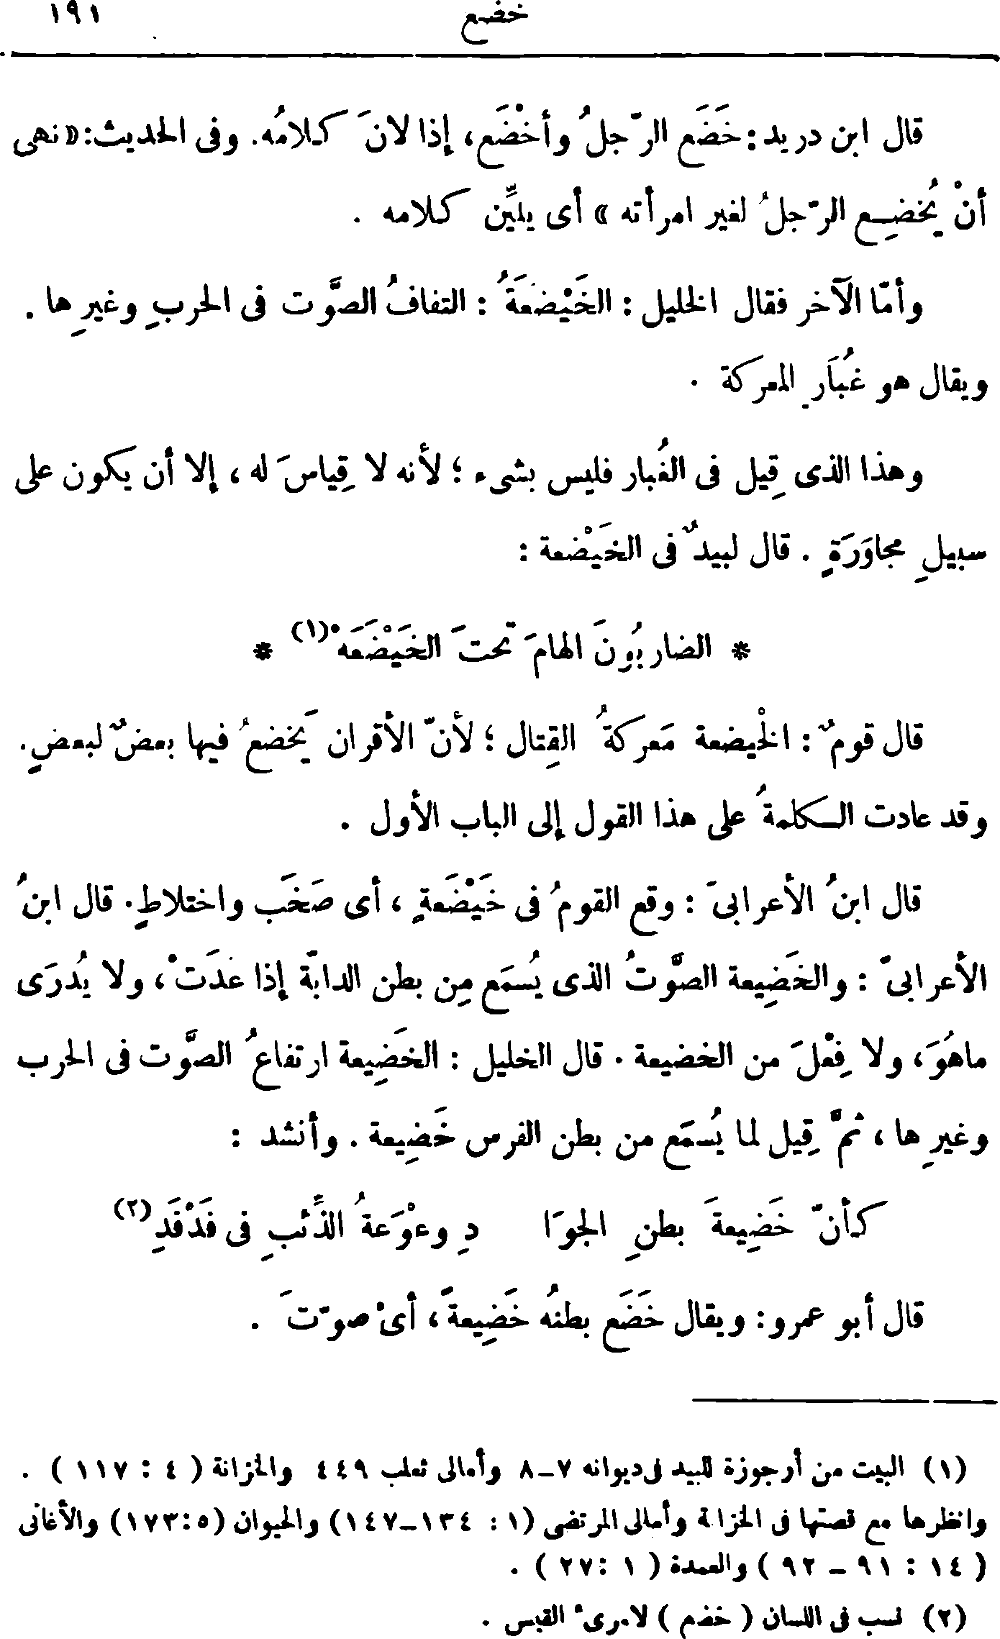 خضع ١٩١
قال ابن دريد: خَضَع الرّجلُ وأخْضَع، إذا لانَ كلامُه. وفى الحديث: «نهى
أنْ يُخضِع الرّجلُ لغير امرأته» أى يليِّن كلامه .
وأمّا الآخر فقال الخليل : الخَيْضَعَةُ : التفافُ الصَّوت فى الحربِ وغيرِها .
ويقال هو غُبَارِ المعركة .
وهذا الذى قِيل فى الغُبار فليس بشىء ؛ لأنه لا قِياسَ له ، إلا أن يكون على
سبيلِ مجاوَرَةٍ . قال لبيدٌ فى الخيْضَعة :
* الضاربُونَ الهامَ تحتَ الخَيْضَعَهْ(١) *
قال قومٌ : الخْيضعة مَعركةُ القِتال ؛ لأنّ الأقران يَخضعُ فيها بعضٌ لبعضٍ.
وقد عادت الكلمةُ على هذا القول إلى الباب الأول .
قال ابنُ الأعرابىّ : وقع القومُ فى خَيْضَعَةٍ ، أى صَخَب واختلاطٍ. قال ابنُ
الأعرابىّ : والخَضِيعة الصَّوتُ الذى يُسمَع مِن بطن الدابّة إذا عَدَتْ، ولا يُدرَى
ماهُوَ، ولا فِعْلَ من الخضيعة . قال الخليل : الخَضِيعة ارتفاعُ الصَّوت فى الحرب
وغيرِها ، ثمَّ قِيل لما يُسمَع من بطن الفرس خَضِيعة . وأنشد :
كأنّ خَضِيعةَ بطنِ الجوَا دِ وعْوَعةُ الذِّئبِ فى فَدْفَدِ(٢)
قال أبو عمرو: ويقال خَضَع بطنُه خَضِيعةً، أىْ صوّتَ .
(١) البيت من أرجوزة للبيد فى ديوانه ٧–٨ وأمالى ثعلب ٤٤٩ والخزانة ( ٤ : ١١٧ ) .
وانظرها مع قصتها فى الخزانة وأمالى المرتضى (١ : ١٣٤–١٤٧) والحيوان (٥:١٧٣) والأغانى
( ١٤ : ٩١ – ٩٢ ) والعمدة ( ١ :٢٧ ) .
(٢) نسب فى اللسان ( خضع ) لامرىء القيس .